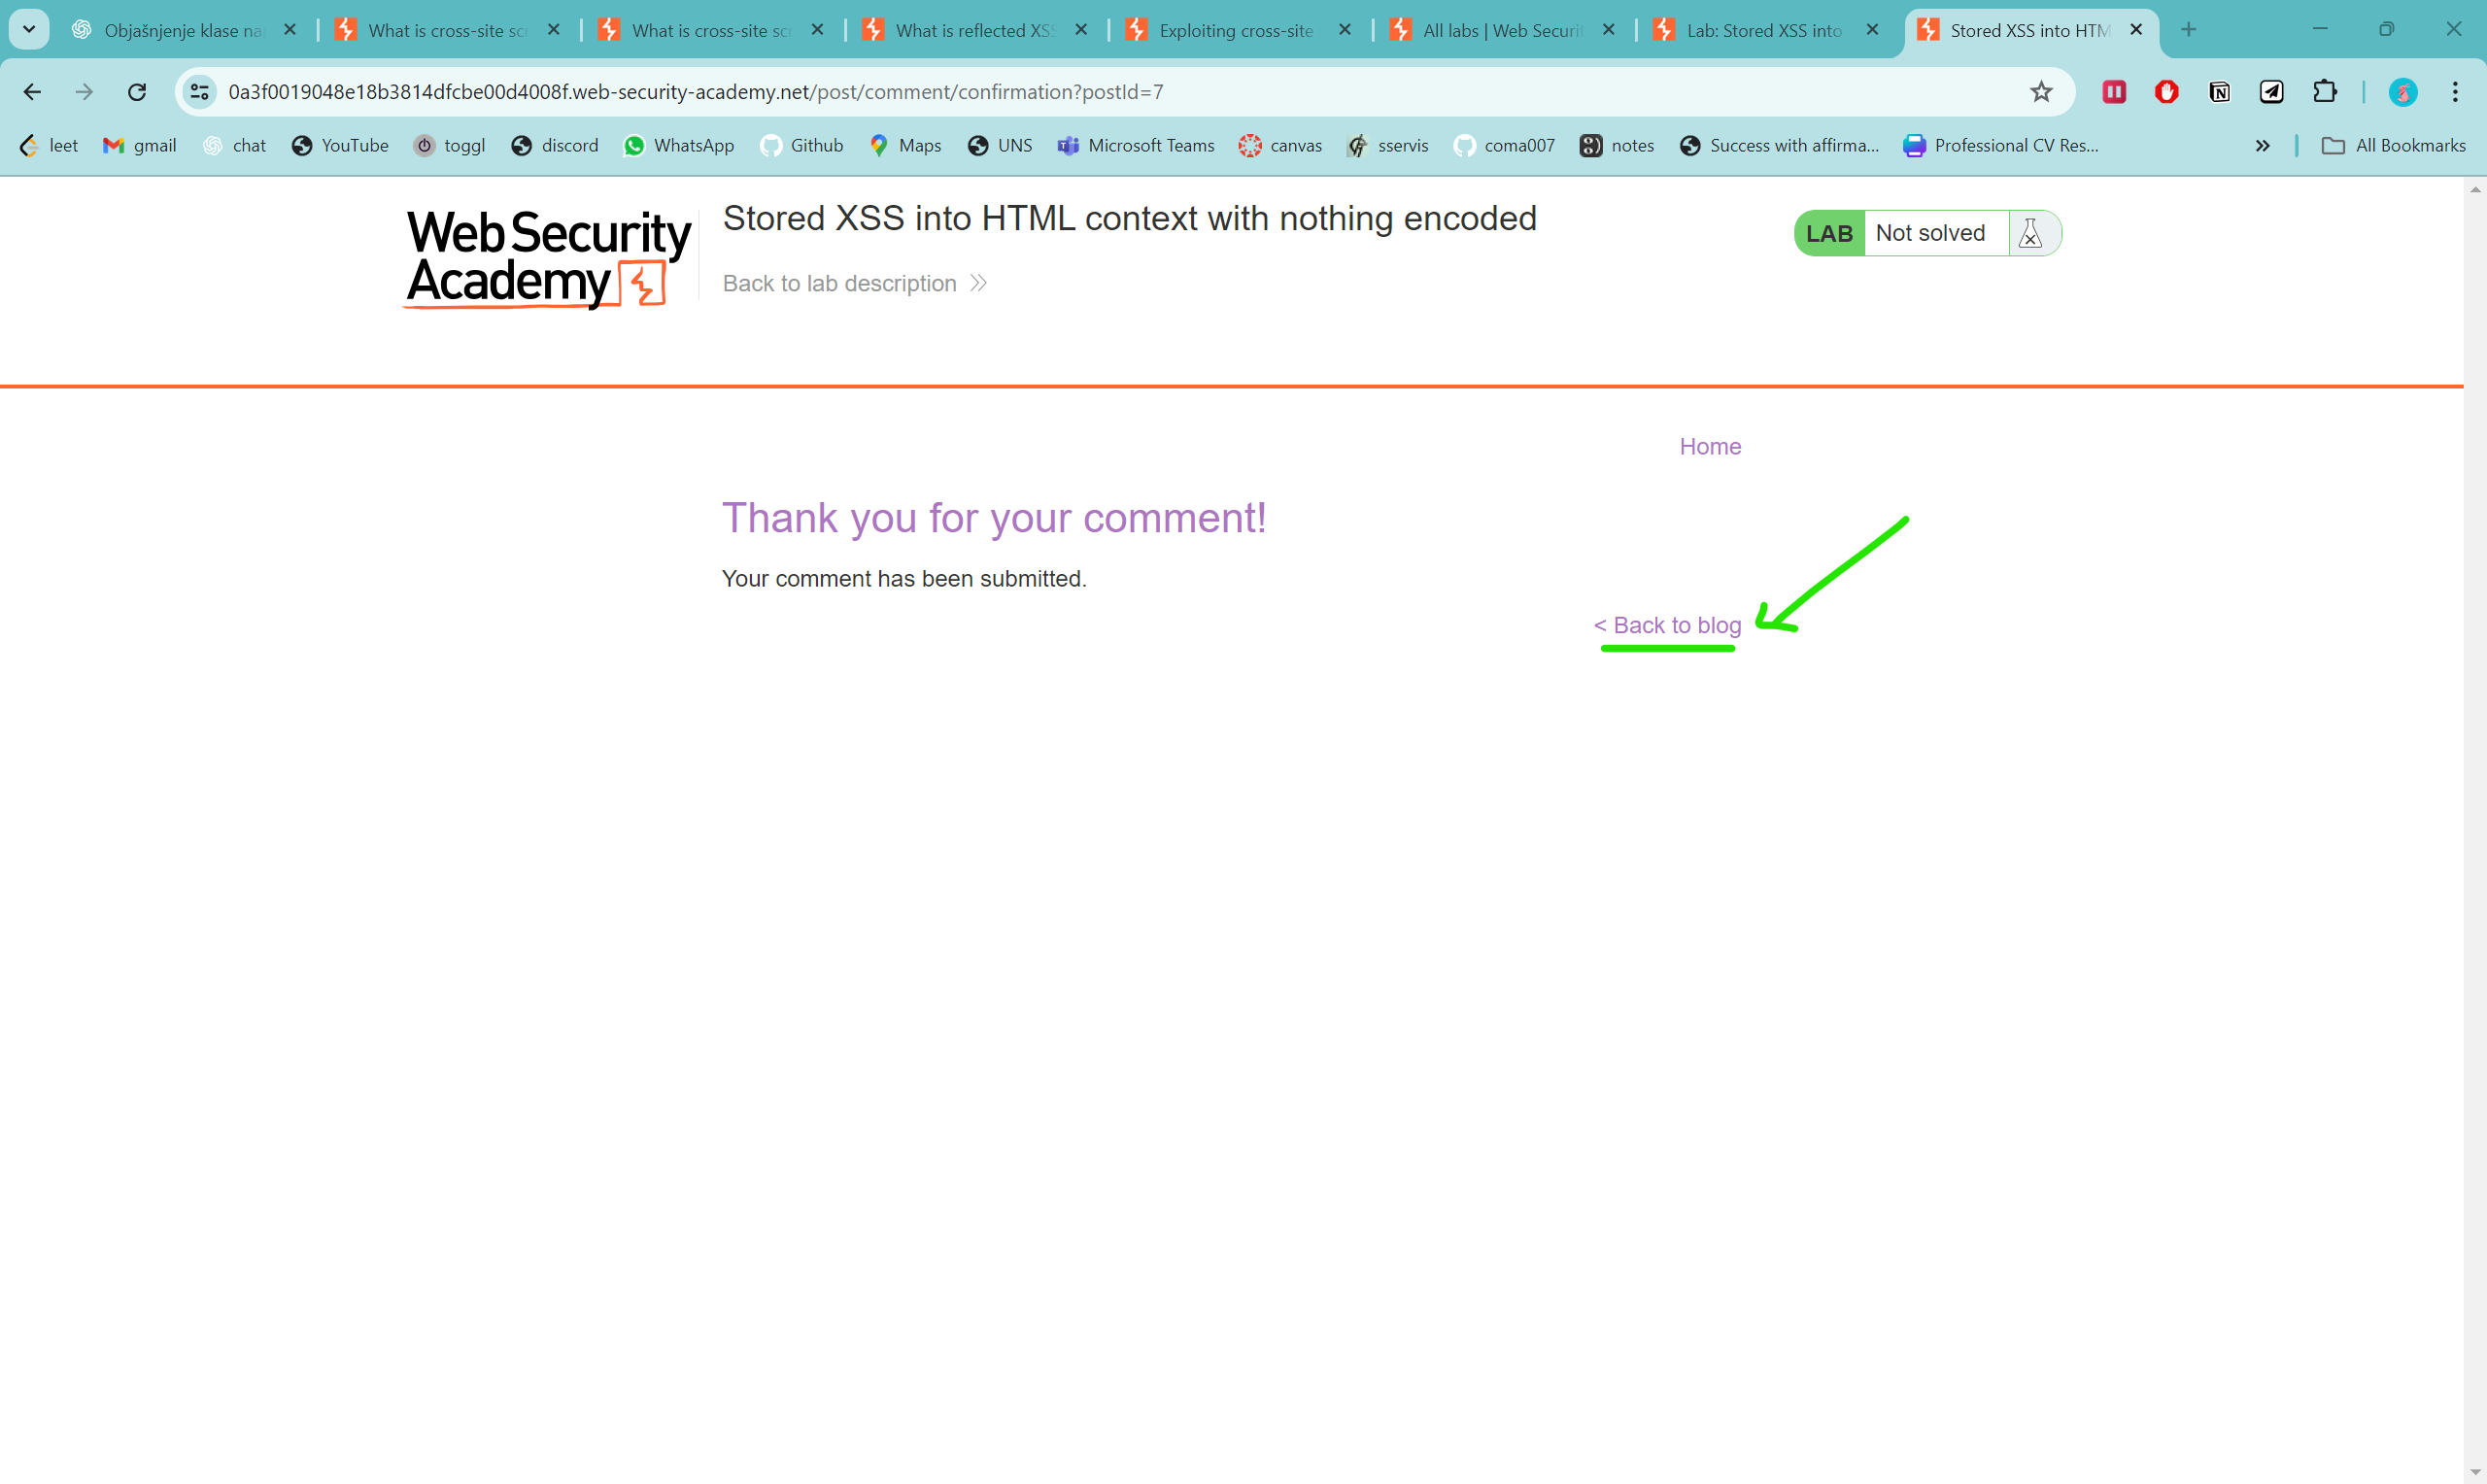 Objašnjenje klase na
What is cross-site sc
What is cross-site sc
What is reflected XSS
Exploiting cross-site
All labs | Web Securi
Lab: Stored XSS into
Stored XSS into HTM
0a3f0019048e18b3814dfcbe00d4008f.web-security-academy.net/post/comment/confirmation?postId=7
leet
gmail
chat
YouTube
toggl
discord
WhatsApp
Github
Maps
UNS
Microsoft Teams
canvas
sservis
coma007
notes
Success with affirma...
Professional CV Res...
All Bookmarks
Web Security
Academy
Stored XSS into HTML context with nothing encoded
Back to lab description
LAB Not solved
Home
Thank you for your comment!
Your comment has been submitted.
< Back to blog